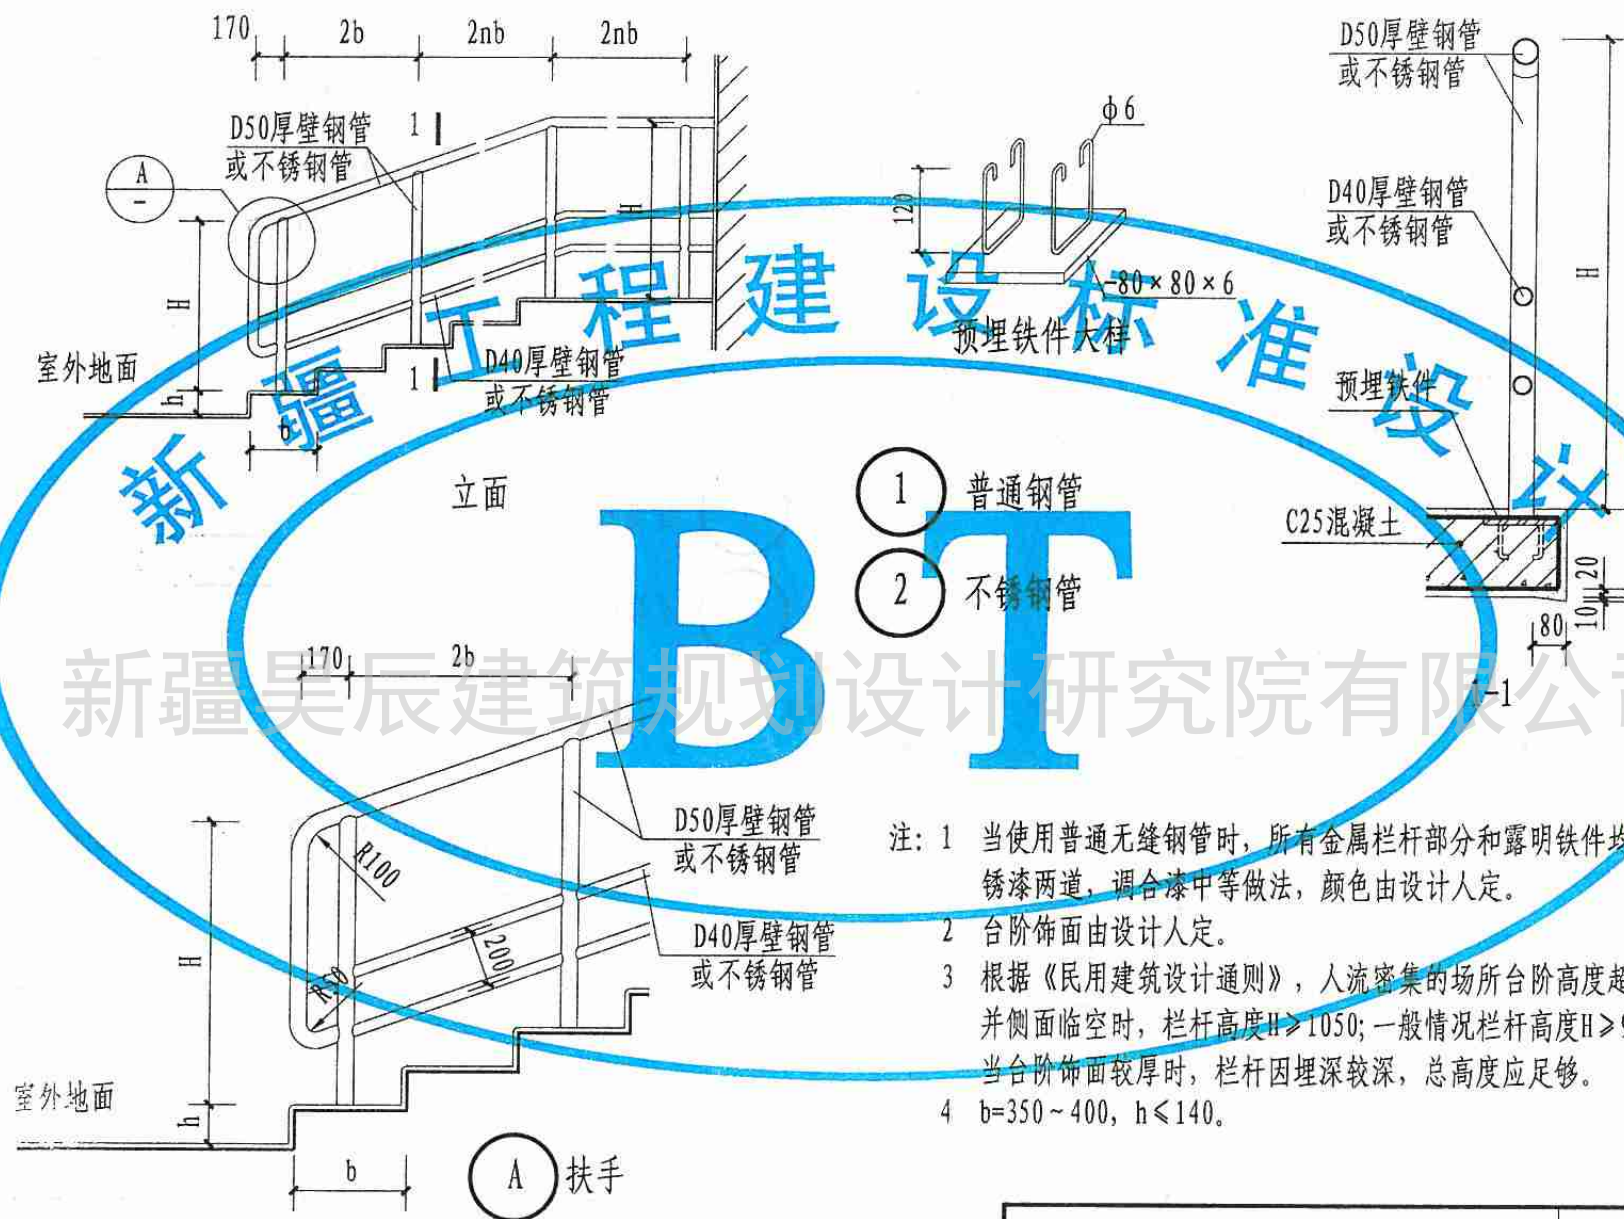 170 2b 2nb 2nb
D50厚壁钢管
或不锈钢管
1
A
-
H
H
室外地面
h
b
1
D40厚壁钢管
或不锈钢管
立面
φ6
120
-80×80×6
预埋铁件大样
1 普通钢管
2 不锈钢管
D50厚壁钢管
或不锈钢管
D40厚壁钢管
或不锈钢管
H
预埋铁件
C25混凝土
20
10
80
1-1
新疆工程建设标准设计
BT
新疆昊辰建筑规划设计研究院有限公
170 2b
R100
D50厚壁钢管
或不锈钢管
H
200
R50
D40厚壁钢管
或不锈钢管
室外地面
h
b
A 扶手
注: 1 当使用普通无缝钢管时, 所有金属栏杆部分和露明铁件均
锈漆两道, 调合漆中等做法, 颜色由设计人定。
2 台阶饰面由设计人定。
3 根据《民用建筑设计通则》, 人流密集的场所台阶高度超
并侧面临空时, 栏杆高度H≥1050; 一般情况栏杆高度H≥
当台阶饰面较厚时, 栏杆因埋深较深, 总高度应足够。
4 b=350~400, h≤140。